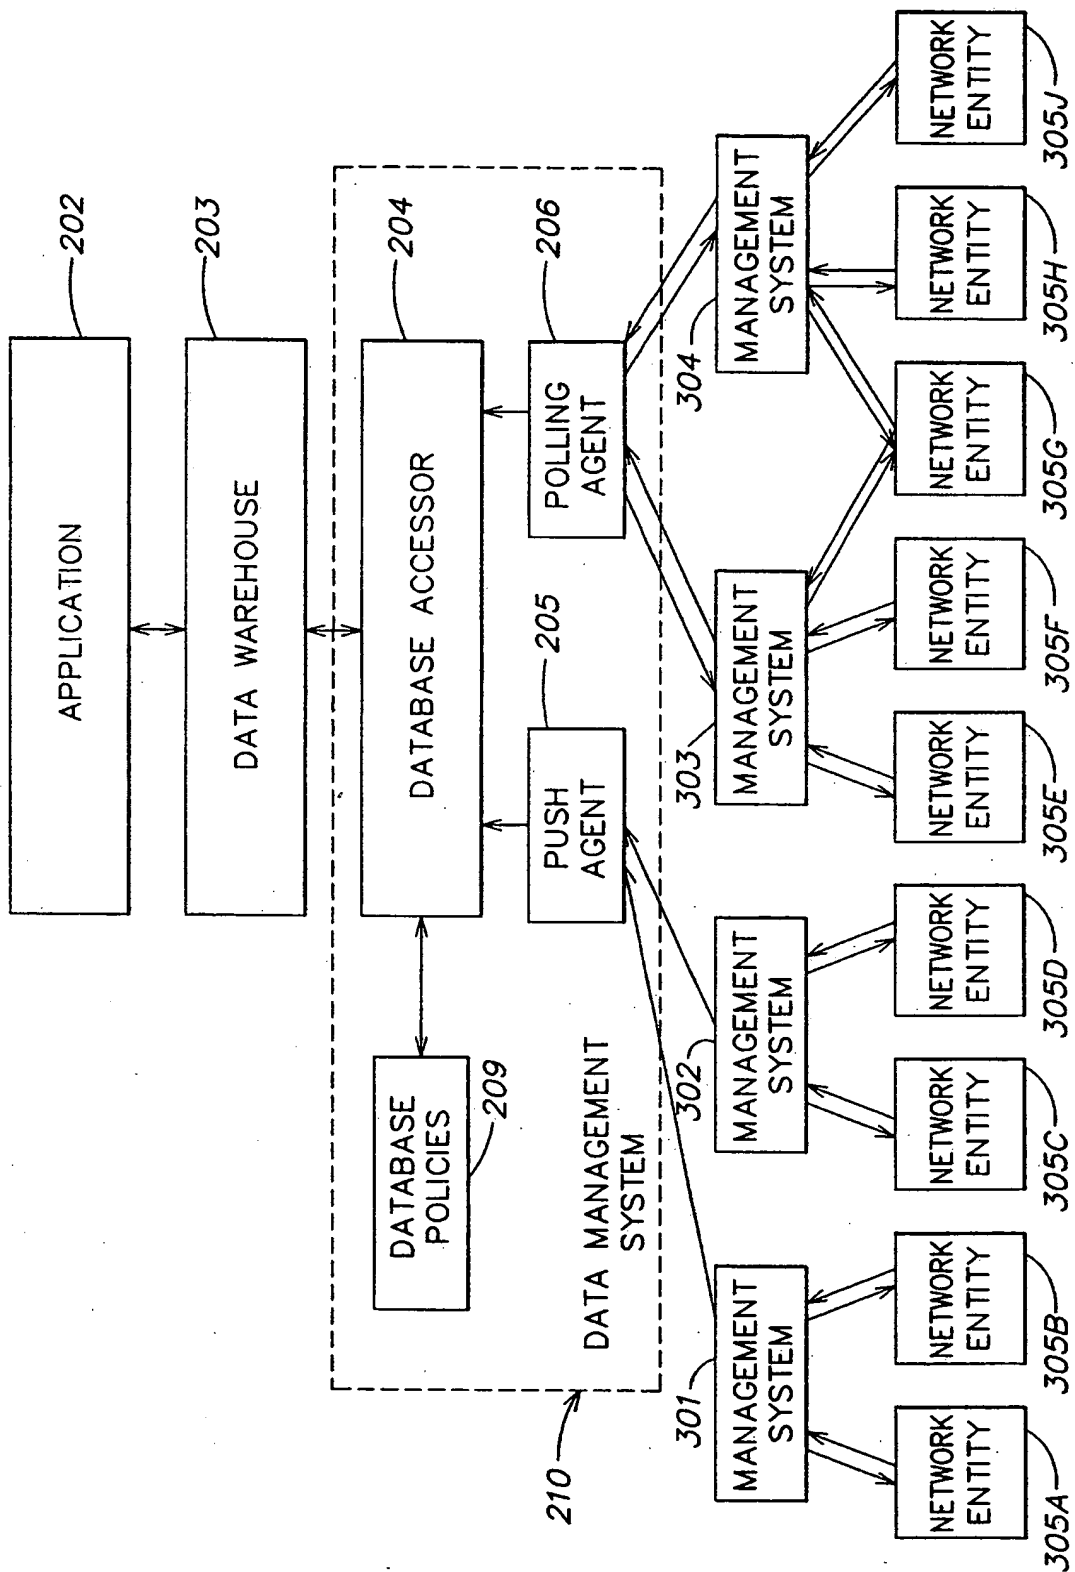 APPLICATION
202
DATA WAREHOUSE
203
DATABASE ACCESSOR
204
DATABASE
POLICIES
209
PUSH
AGENT
205
POLLING
AGENT
206
DATA MANAGEMENT
SYSTEM
210
301
MANAGEMENT
SYSTEM
302
MANAGEMENT
SYSTEM
303
MANAGEMENT
SYSTEM
304
MANAGEMENT
SYSTEM
NETWORK
ENTITY
305A
NETWORK
ENTITY
305B
NETWORK
ENTITY
305C
NETWORK
ENTITY
305D
NETWORK
ENTITY
305E
NETWORK
ENTITY
305F
NETWORK
ENTITY
305G
NETWORK
ENTITY
305H
NETWORK
ENTITY
305J